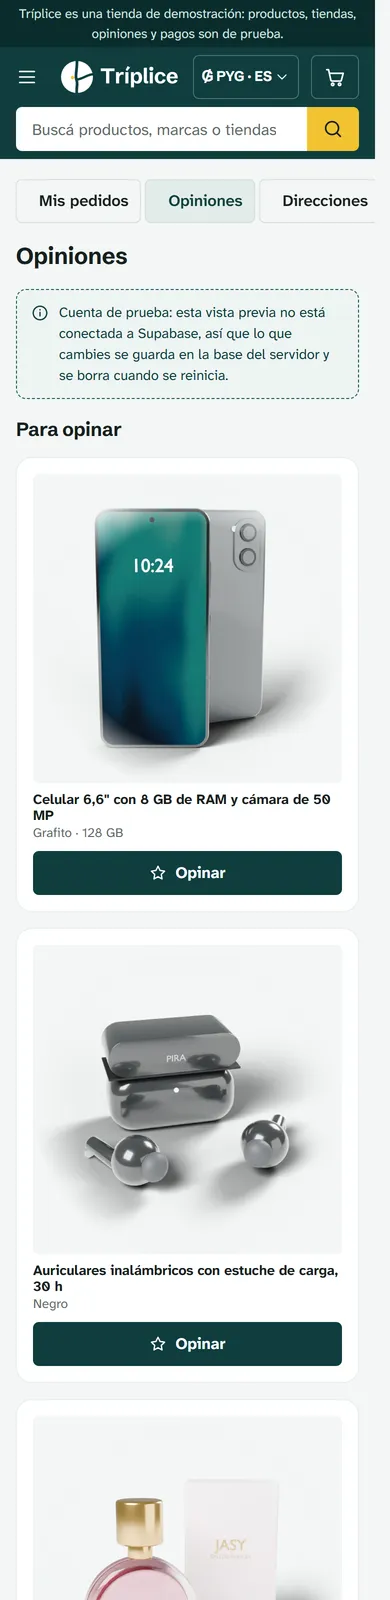 Tríplice es una tienda de demostración: productos, tiendas,
opiniones y pagos son de prueba.
Tríplice
₲ PYG · ES
Buscá productos, marcas o tiendas
Mis pedidos
Opiniones
Direcciones
Opiniones
Cuenta de prueba: esta vista previa no está
conectada a Supabase, así que lo que
cambies se guarda en la base del servidor y
se borra cuando se reinicia.
Para opinar
10:24
Celular 6,6" con 8 GB de RAM y cámara de 50
MP
Grafito · 128 GB
Opinar
PIRA
Auriculares inalámbricos con estuche de carga,
30 h
Negro
Opinar
JASY